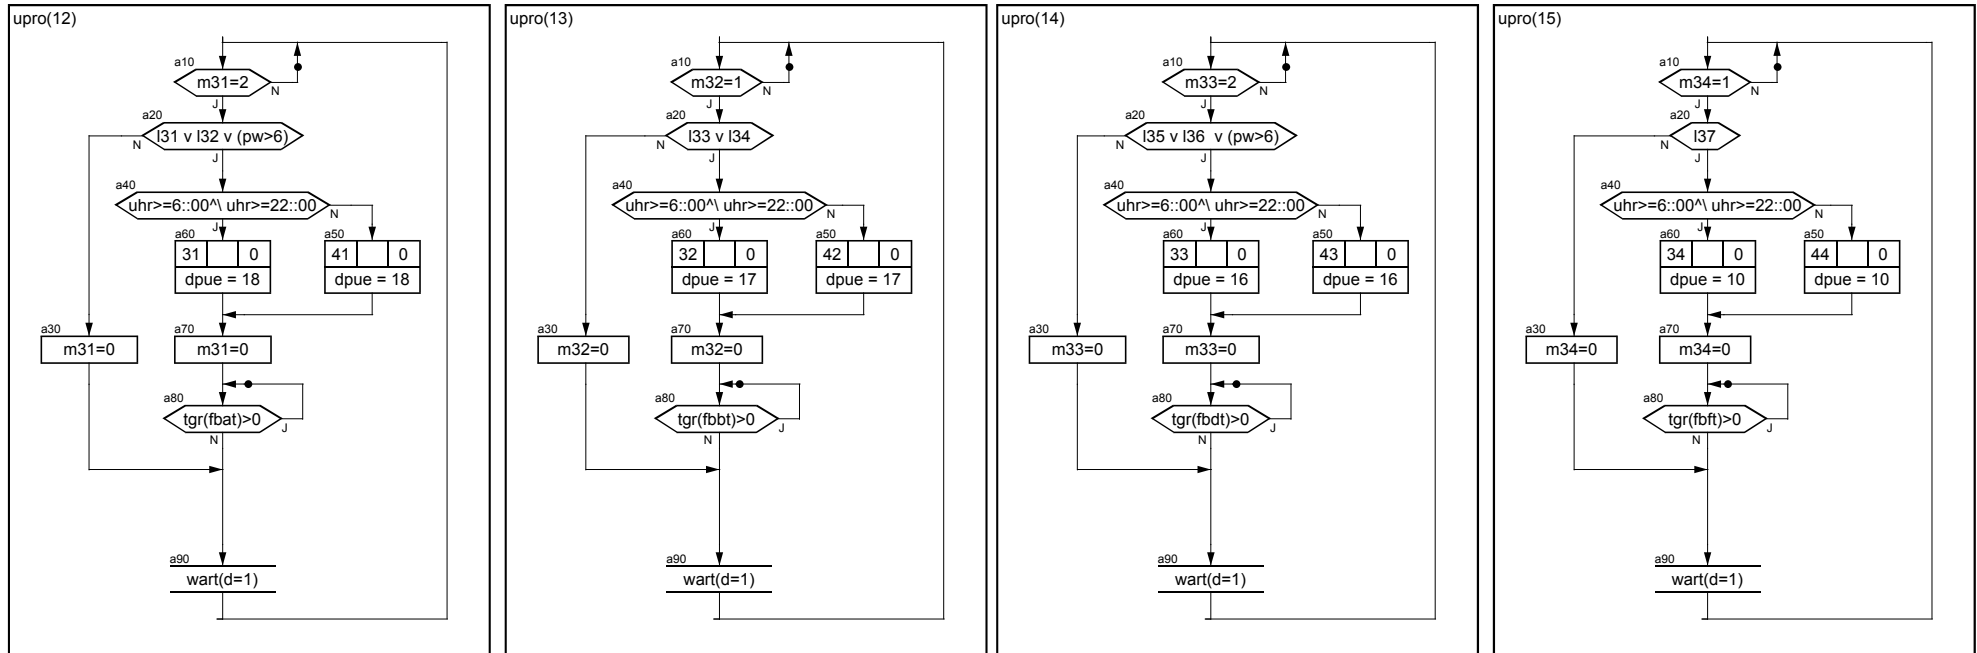 upro(12)
a10
m31=2
N
J
a20
l31 v l32 v (pw>6)
N
J
a40
uhr>=6::00^\ uhr>=22::00
N
J
a60
31 0
dpue = 18
a50
41 0
dpue = 18
a30
m31=0
a70
m31=0
a80
tgr(fbat)>0
J
N
a90
wart(d=1)
upro(13)
a10
m32=1
N
J
a20
l33 v l34
N
J
a40
uhr>=6::00^\ uhr>=22::00
N
J
a60
32 0
dpue = 17
a50
42 0
dpue = 17
a30
m32=0
a70
m32=0
a80
tgr(fbbt)>0
J
N
a90
wart(d=1)
upro(14)
a10
m33=2
N
J
a20
l35 v l36 v (pw>6)
N
J
a40
uhr>=6::00^\ uhr>=22::00
N
J
a60
33 0
dpue = 16
a50
43 0
dpue = 16
a30
m33=0
a70
m33=0
a80
tgr(fbdt)>0
J
N
a90
wart(d=1)
upro(15)
a10
m34=1
N
J
a20
l37
N
J
a40
uhr>=6::00^\ uhr>=22::00
N
J
a60
34 0
dpue = 10
a50
44 0
dpue = 10
a30
m34=0
a70
m34=0
a80
tgr(fbft)>0
J
N
a90
wart(d=1)